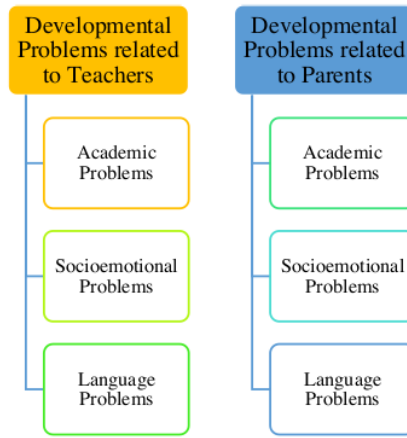 Developmental
Problems related
to Teachers
Academic
Problems
Socioemotional
Problems
Language
Problems
Developmental
Problems related
to Parents
Academic
Problems
Socioemotional
Problems
Language
Problems